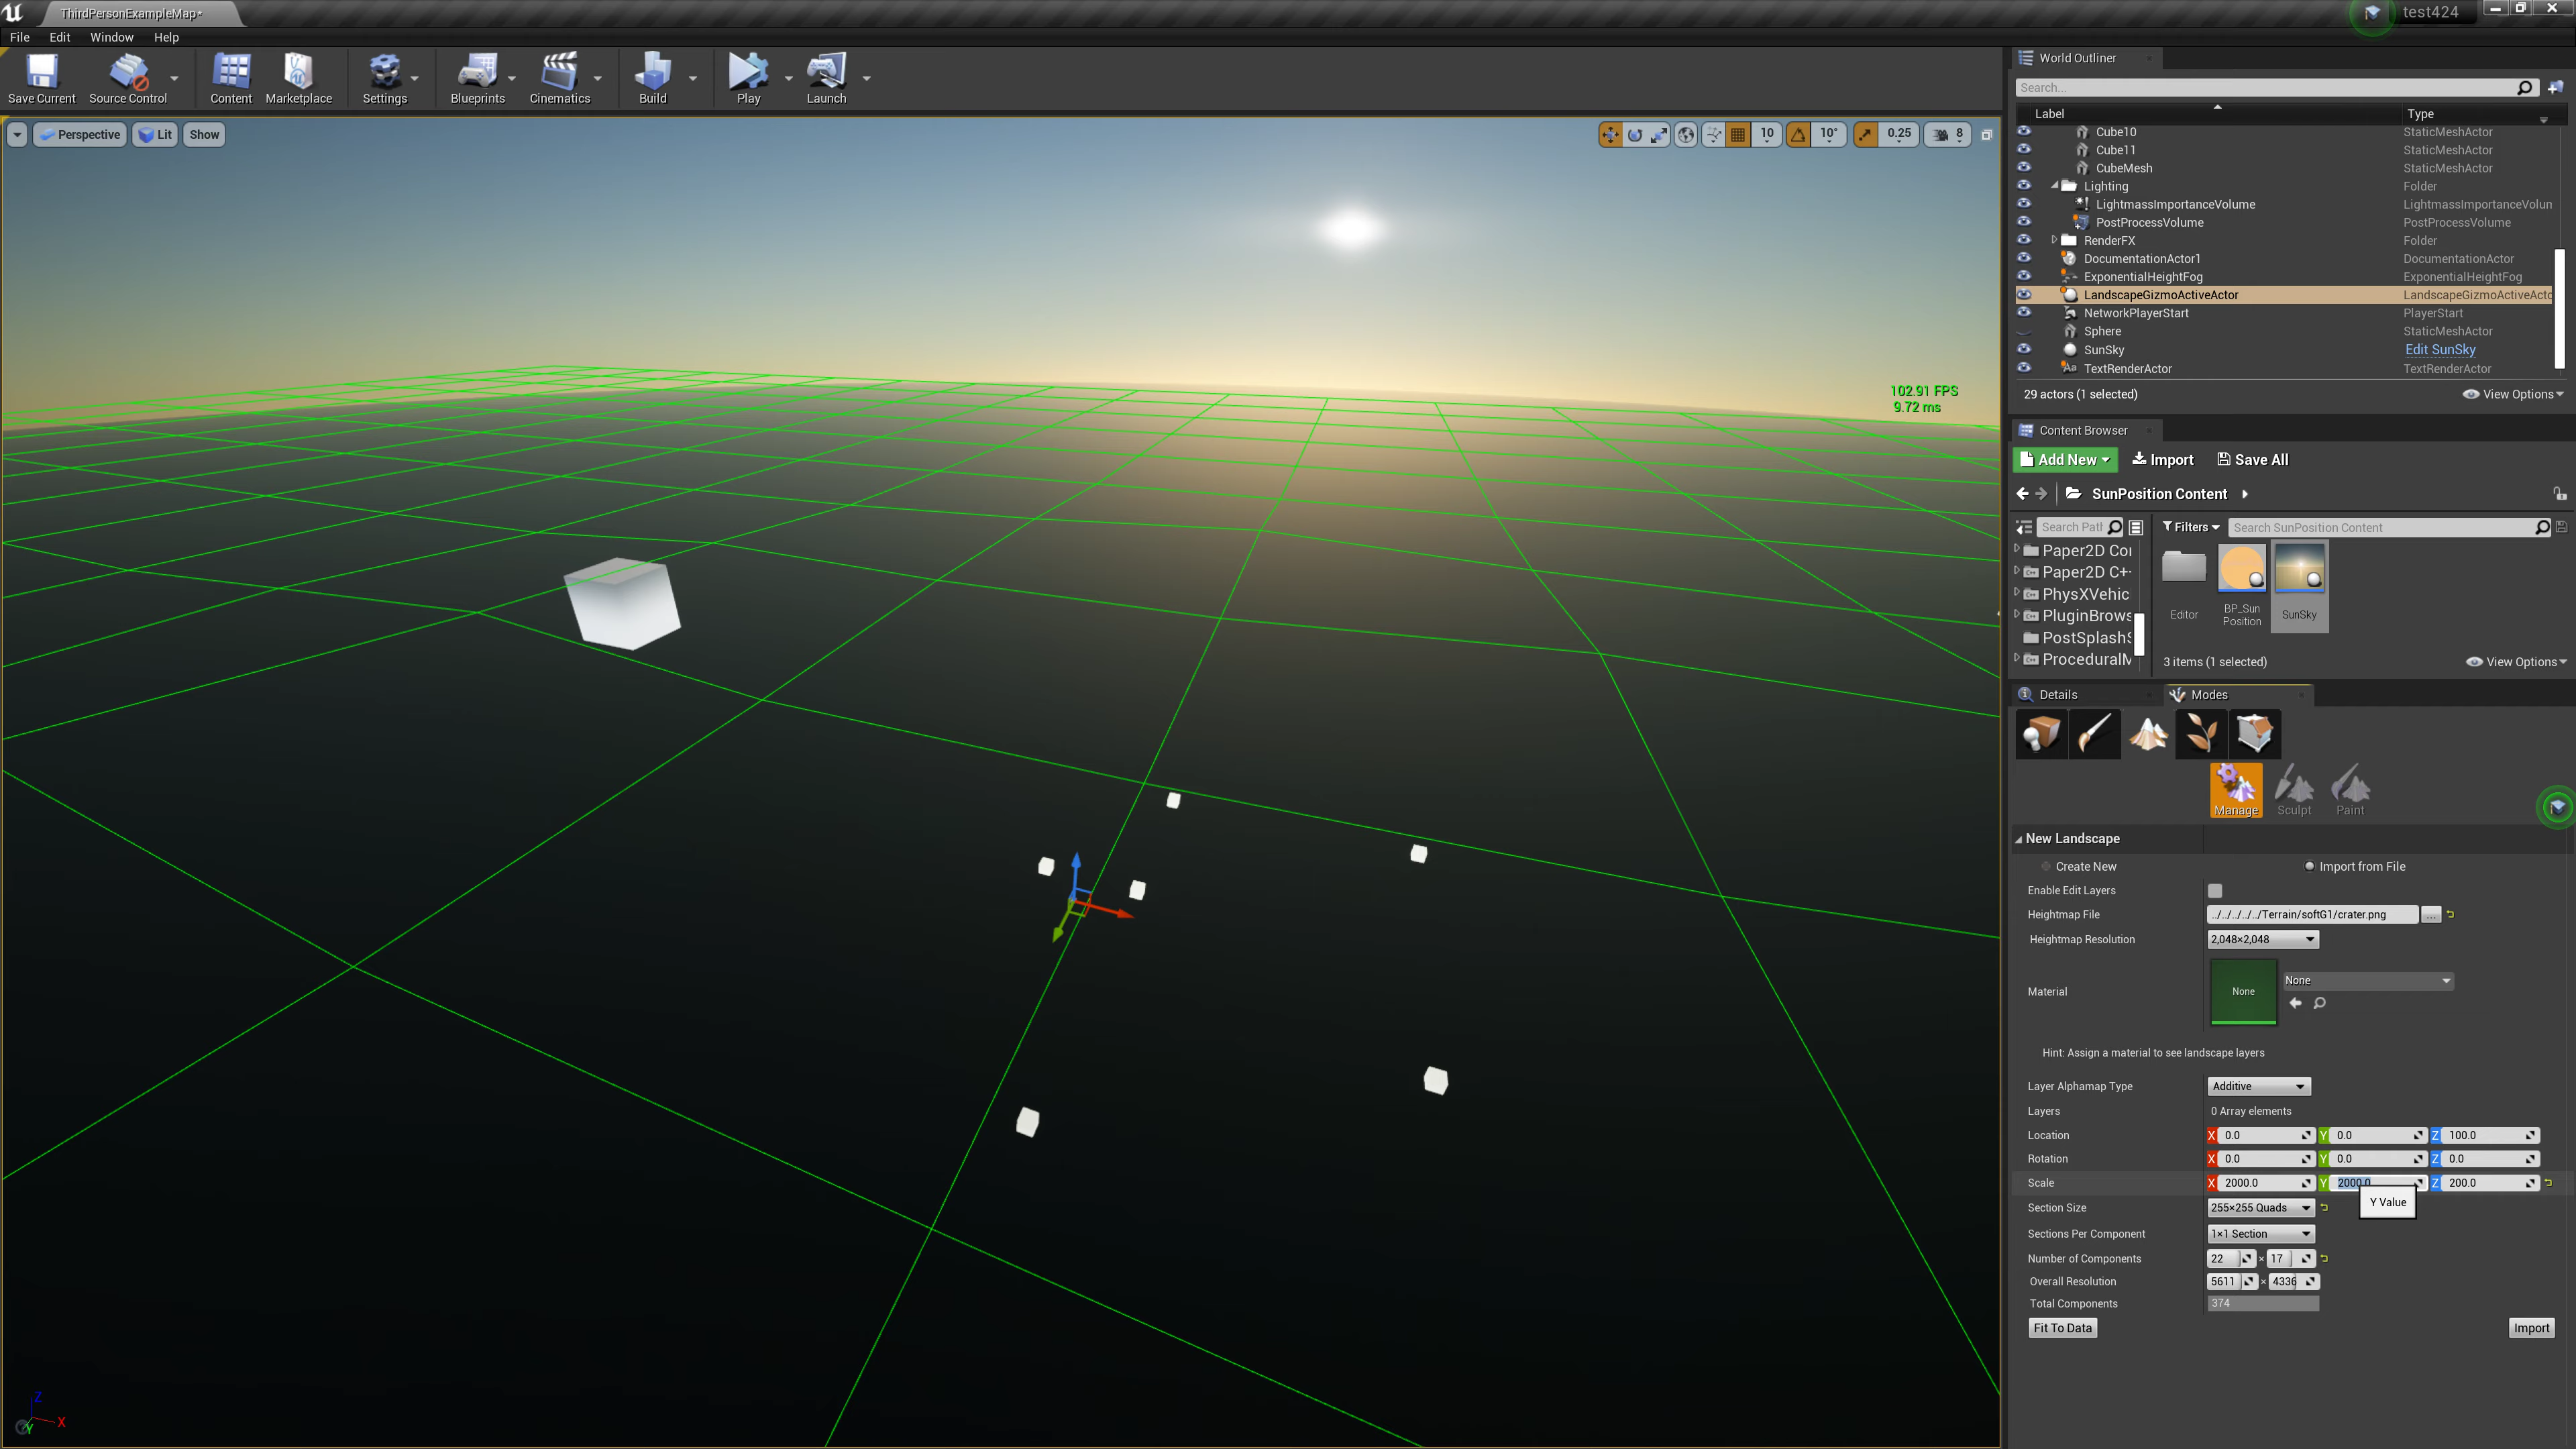 ThirdPersonExampleMap*
test424
File Edit Window Help
Save Current
Source Control
Content
Marketplace
Settings
Blueprints
Cinematics
Build
Play
Launch
Perspective
Lit
Show
10
10°
0.25
8
102.91 FPS
9.72 ms
World Outliner
Search...
Label Type
Cube10 StaticMeshActor
Cube11 StaticMeshActor
CubeMesh StaticMeshActor
Lighting Folder
LightmassImportanceVolume LightmassImportanceVolun
PostProcessVolume PostProcessVolume
RenderFX Folder
DocumentationActor1 DocumentationActor
ExponentialHeightFog ExponentialHeightFog
LandscapeGizmoActiveActor LandscapeGizmoActiveActo
NetworkPlayerStart PlayerStart
Sphere StaticMeshActor
SunSky Edit SunSky
TextRenderActor TextRenderActor
29 actors (1 selected) View Options
Content Browser
Add New Import Save All
SunPosition Content
Search Patl
Filters Search SunPosition Content
Paper2D Co
Paper2D C+
PhysXVehic
PluginBrows
PostSplashS
ProceduralM
Editor
BP_Sun
Position
SunSky
3 items (1 selected) View Options
Details Modes
Manage Sculpt Paint
New Landscape
Create New Import from File
Enable Edit Layers
Heightmap File ../../../../../Terrain/softG1/crater.png ...
Heightmap Resolution 2,048×2,048
Material None None
Hint: Assign a material to see landscape layers
Layer Alphamap Type Additive
Layers 0 Array elements
Location X 0.0 Y 0.0 Z 100.0
Rotation X 0.0 Y 0.0 Z 0.0
Scale X 2000.0 Y 2000.0 Z 200.0
Section Size 255×255 Quads
Y Value
Sections Per Component 1×1 Section
Number of Components 22 × 17
Overall Resolution 5611 × 4336
Total Components 374
Fit To Data Import
Z
X
Y